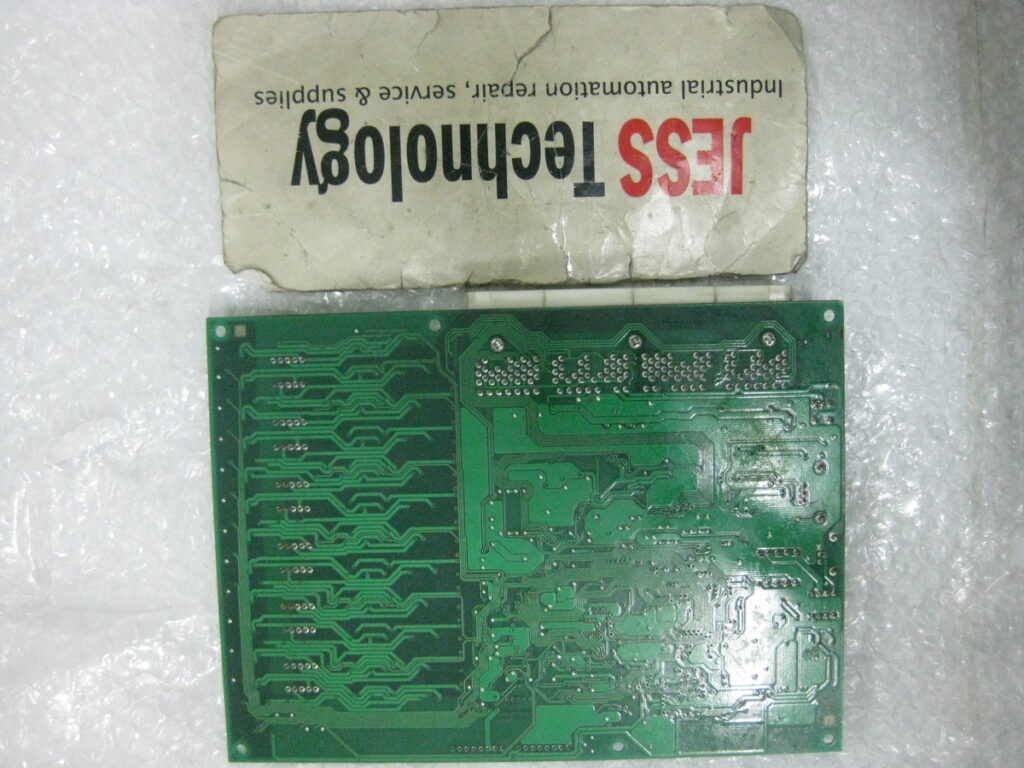 JESS Technology
Industrial automation repair, service & supplies